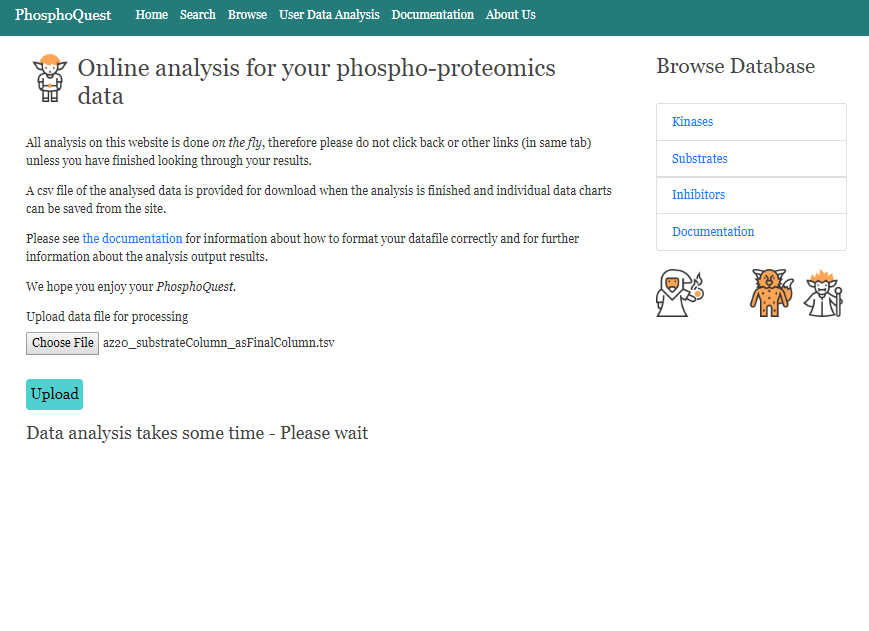 PhosphoQuest Home Search Browse User Data Analysis Documentation About Us
Online analysis for your phospho-proteomics
data
All analysis on this website is done on the fly, therefore please do not click back or other links (in same tab)
unless you have finished looking through your results.
A csv file of the analysed data is provided for download when the analysis is finished and individual data charts
can be saved from the site.
Please see the documentation for information about how to format your datafile correctly and for further
information about the analysis output results.
We hope you enjoy your PhosphoQuest.
Upload data file for processing
Choose File az20_substrateColumn_asFinalColumn.tsv
Upload
Data analysis takes some time - Please wait
Browse Database
Kinases
Substrates
Inhibitors
Documentation